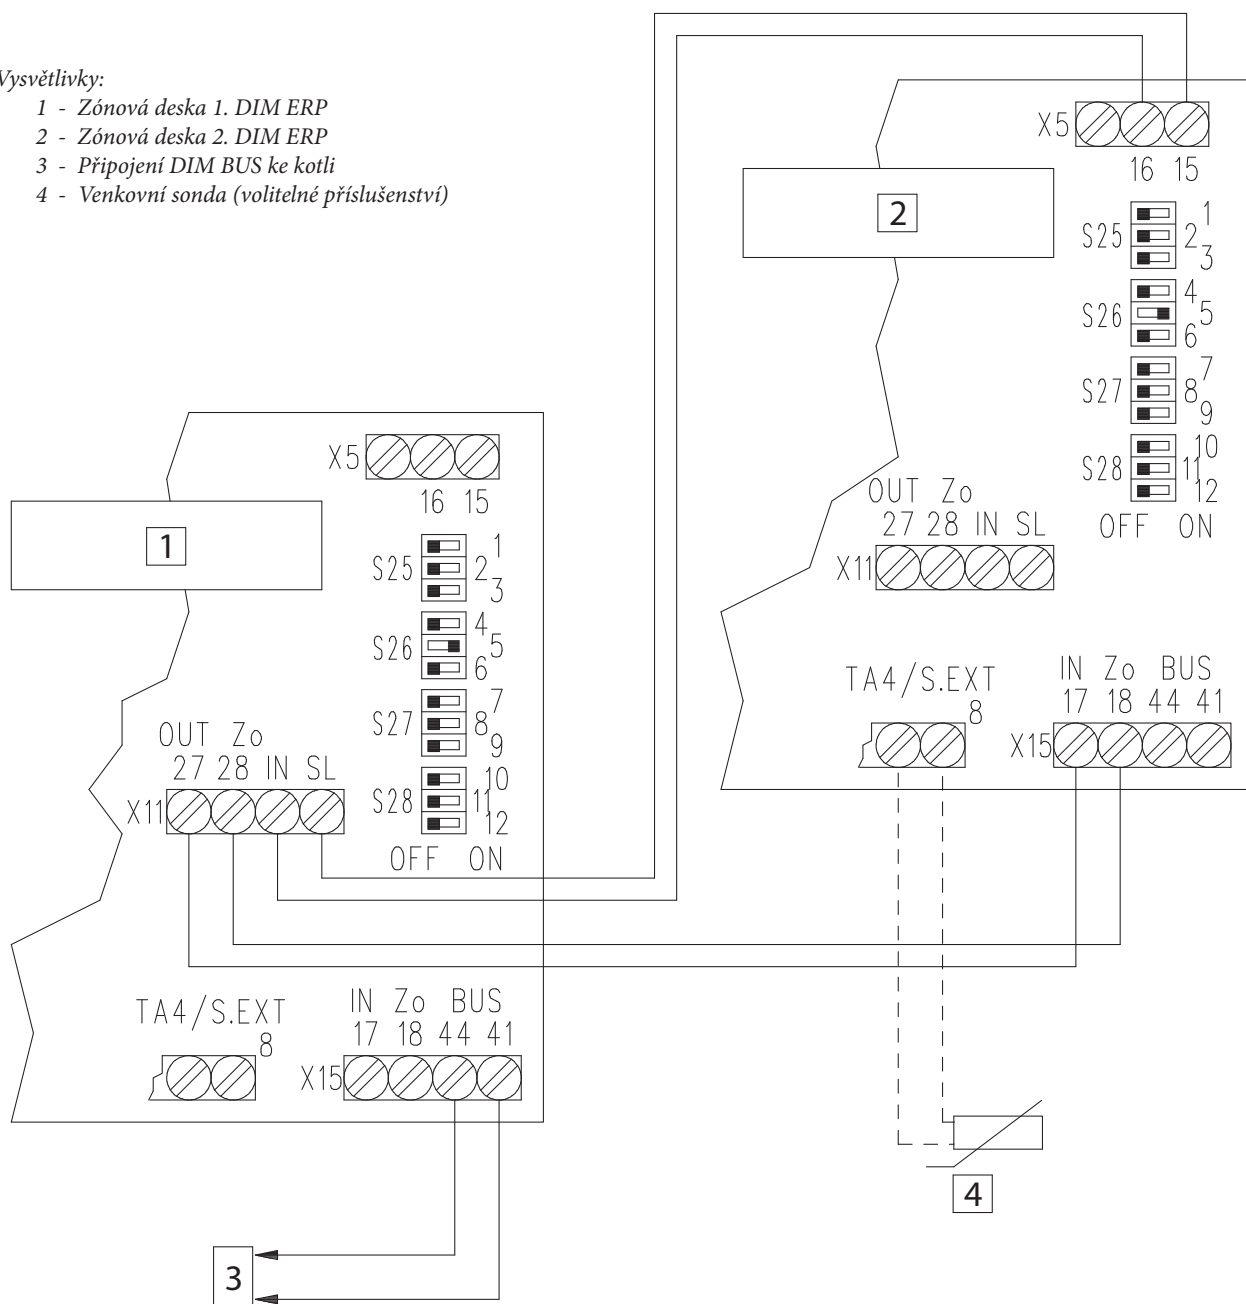 Vysvětlivky:
1 - Zónová deska 1. DIM ERP
2 - Zónová deska 2. DIM ERP
3 - Připojení DIM BUS ke kotli
4 - Venkovní sonda (volitelné příslušenství)
X5
16 15
2
S25 1 2 3
S26 4 5 6
S27 7 8 9
S28 10 11 12
OFF ON
OUT Zo
27 28 IN SL
X11
TA4/S.EXT
8
IN Zo BUS
17 18 44 41
X15
X5
16 15
1
S25 1 2 3
S26 4 5 6
S27 7 8 9
S28 10 11 12
OFF ON
OUT Zo
27 28 IN SL
X11
TA4/S.EXT
8
IN Zo BUS
17 18 44 41
X15
4
3